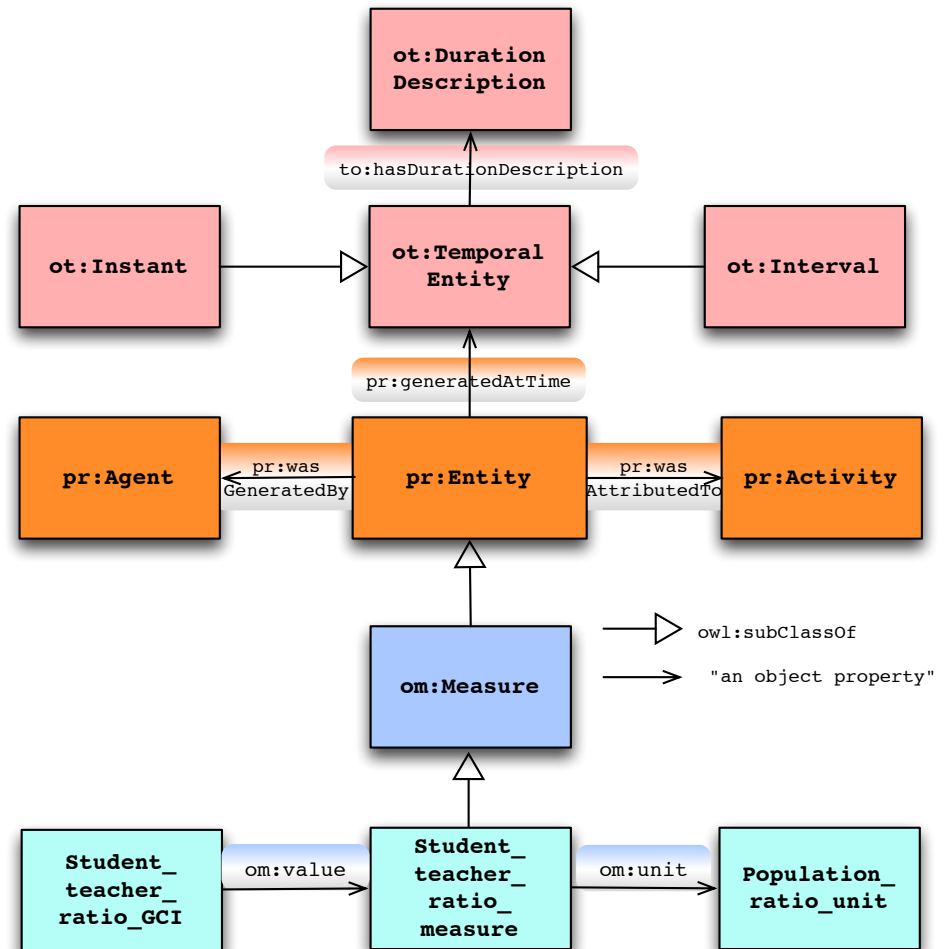 ot:Duration
Description
to:hasDurationDescription
ot:Instant
ot:Temporal
Entity
ot:Interval
pr:generatedAtTime
pr:Agent
pr:was
GeneratedBy
pr:Entity
pr:was
AttributedTo
pr:Activity
owl:subClassOf
om:Measure
"an object property"
Student_
teacher_
ratio_GCI
om:value
Student_
teacher_
ratio_
measure
om:unit
Population_
ratio_unit